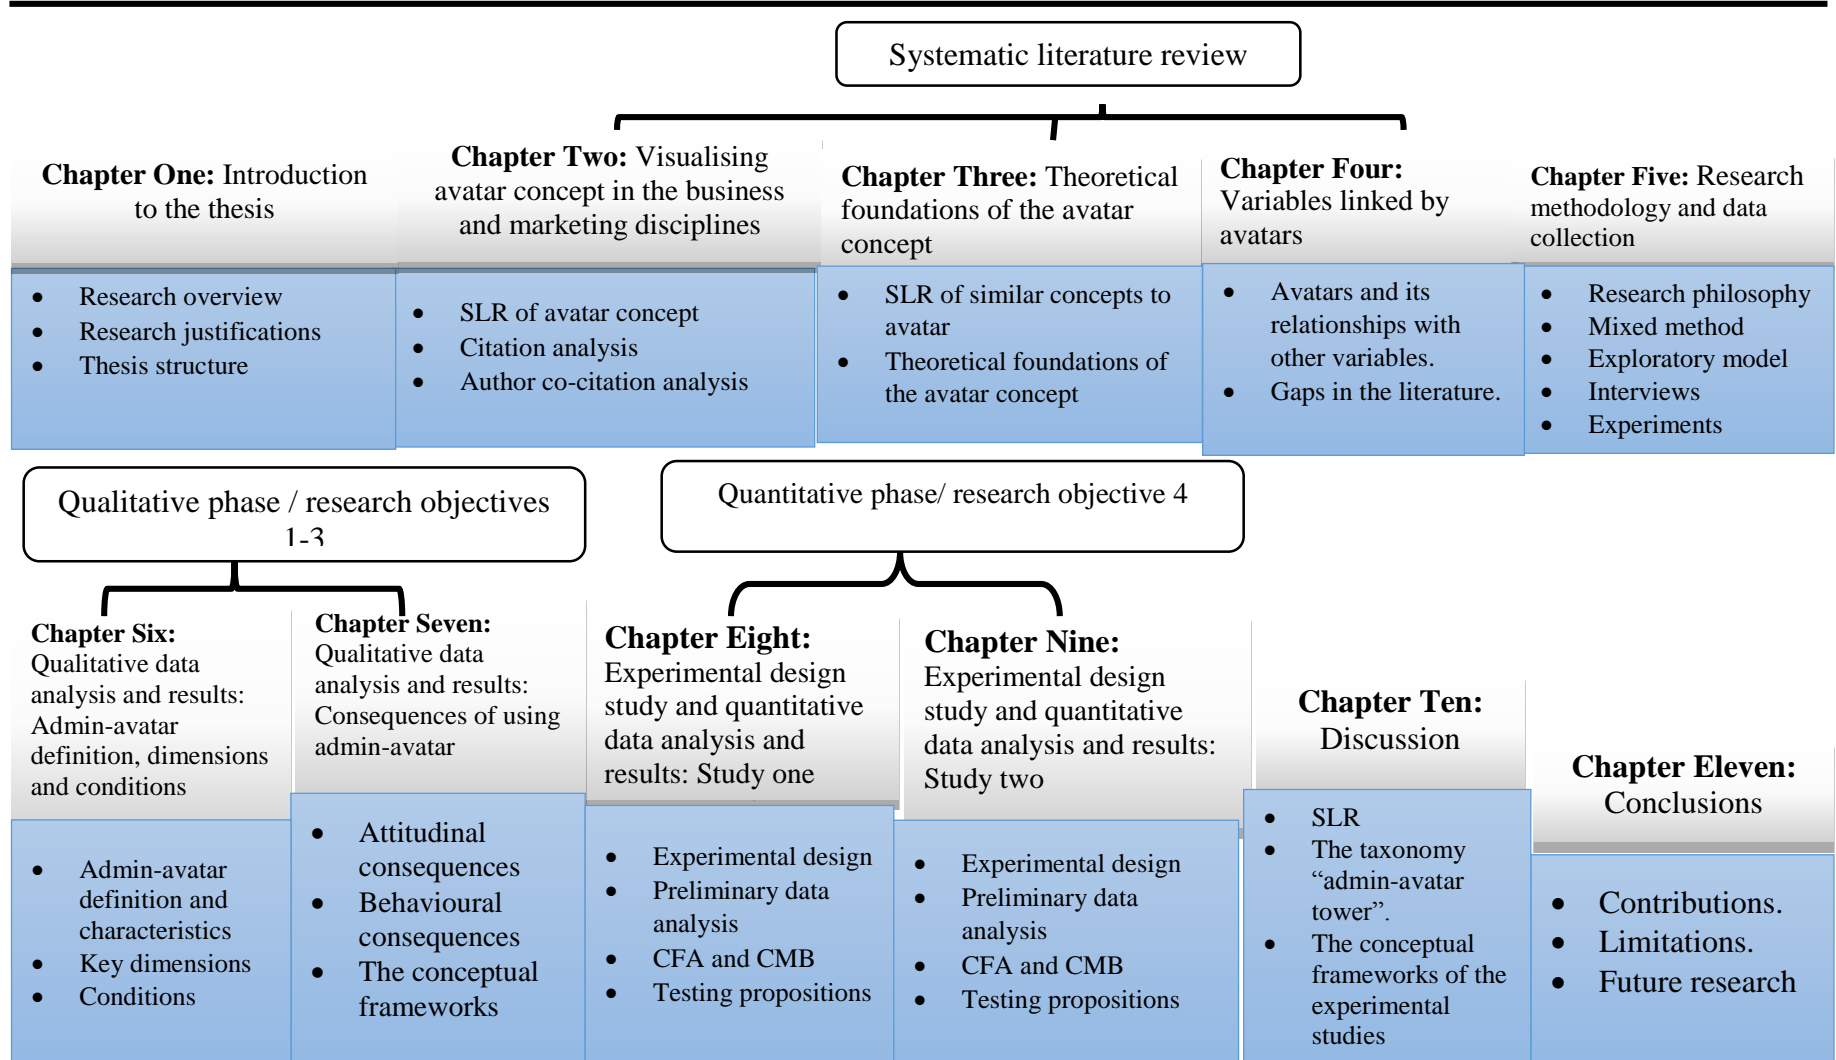 Systematic literature review
Chapter One: Introduction
to the thesis
Chapter Two: Visualising
avatar concept in the business
and marketing disciplines
Chapter Three: Theoretical
foundations of the avatar
concept
Chapter Four:
Variables linked by
avatars
Chapter Five: Research
methodology and data
collection
• Research overview
• Research justifications
• Thesis structure
• SLR of avatar concept
• Citation analysis
• Author co-citation analysis
• SLR of similar concepts to
avatar
• Theoretical foundations of
the avatar concept
• Avatars and its
relationships with
other variables.
• Gaps in the literature.
• Research philosophy
• Mixed method
• Exploratory model
• Interviews
• Experiments
Qualitative phase / research objectives
1-3
Quantitative phase/ research objective 4
Chapter Six:
Qualitative data
analysis and results:
Admin-avatar
definition, dimensions
and conditions
Chapter Seven:
Qualitative data
analysis and results:
Consequences of using
admin-avatar
Chapter Eight:
Experimental design
study and quantitative
data analysis and
results: Study one
Chapter Nine:
Experimental design
study and quantitative
data analysis and results:
Study two
Chapter Ten:
Discussion
Chapter Eleven:
Conclusions
• Admin-avatar
definition and
characteristics
• Key dimensions
• Conditions
• Attitudinal
consequences
• Behavioural
consequences
• The conceptual
frameworks
• Experimental design
• Preliminary data
analysis
• CFA and CMB
• Testing propositions
• Experimental design
• Preliminary data
analysis
• CFA and CMB
• Testing propositions
• SLR
• The taxonomy
“admin-avatar
tower”.
• The conceptual
frameworks of the
experimental
studies
• Contributions.
• Limitations.
• Future research